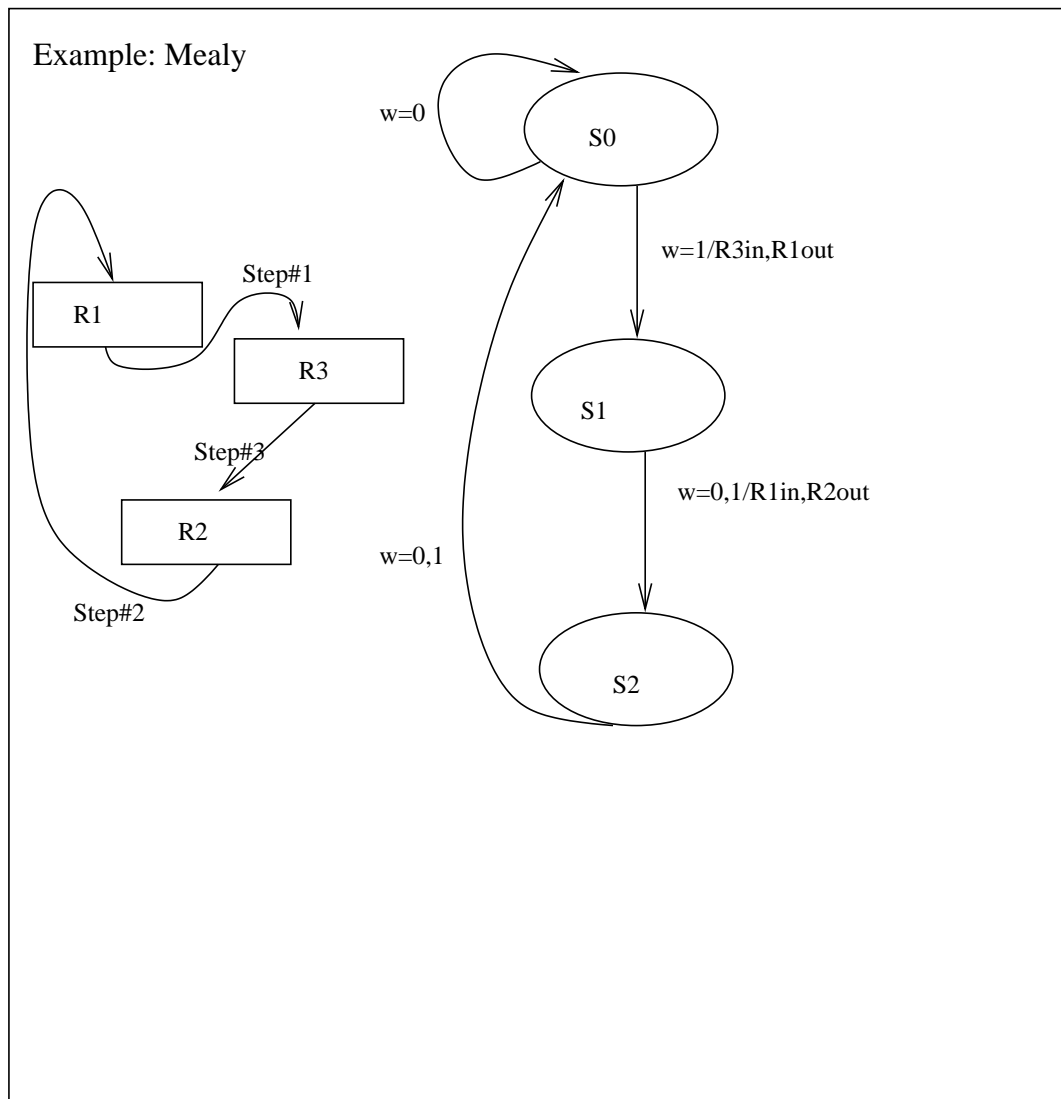 Example: Mealy
w=0
S0
w=1/R3in,R1out
Step#1
R1
R3
S1
Step#3
w=0,1/R1in,R2out
R2
w=0,1
Step#2
S2